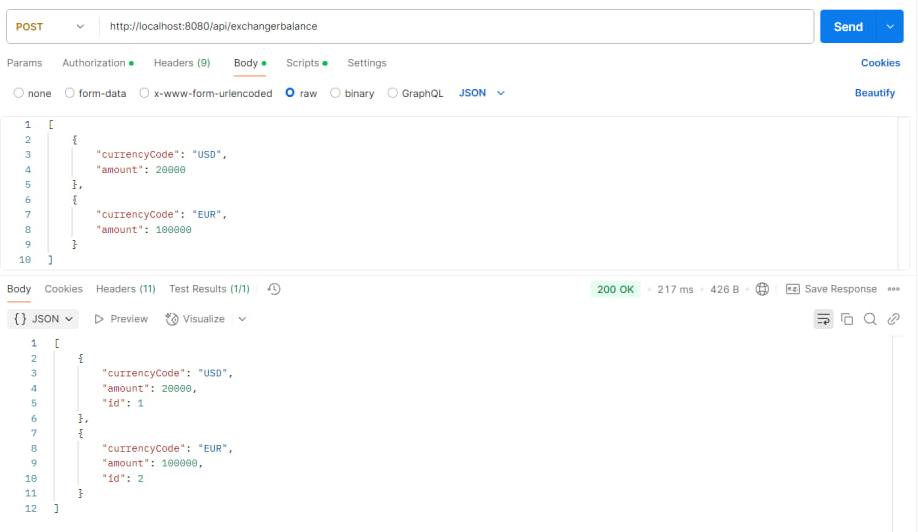 POST http://localhost:8080/api/exchangerbalance Send
Params Authorization Headers (9) Body Scripts Settings Cookies
none form-data x-www-form-urlencoded raw binary GraphQL JSON Beautify
1 [
2 {
3 "currencyCode": "USD",
4 "amount": 20000
5 },
6 {
7 "currencyCode": "EUR",
8 "amount": 100000
9 }
10 ]
Body Cookies Headers (11) Test Results (1/1) 200 OK 217 ms 426 B e.g. Save Response
{} JSON Preview Visualize
1 [
2 {
3 "currencyCode": "USD",
4 "amount": 20000,
5 "id": 1
6 },
7 {
8 "currencyCode": "EUR",
9 "amount": 100000,
10 "id": 2
11 }
12 ]